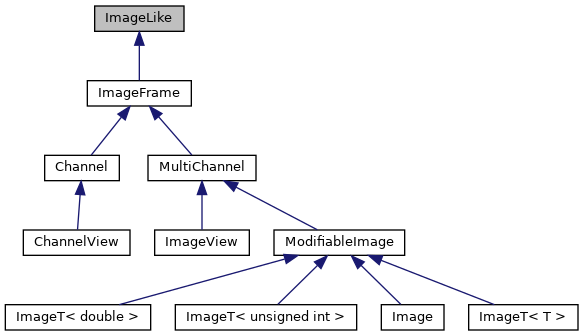 ImageLike
ImageFrame
Channel
MultiChannel
ChannelView
ImageView
ModifiableImage
ImageT< double >
ImageT< unsigned int >
Image
ImageT< T >